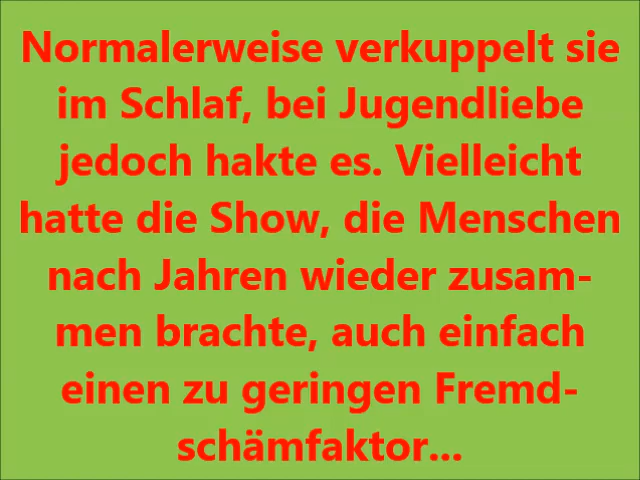 Normalerweise verkuppelt sie
im Schlaf, bei Jugendliebe
jedoch hakte es. Vielleicht
hatte die Show, die Menschen
nach Jahren wieder zusam-
men brachte, auch einfach
einen zu geringen Fremd-
schämfaktor...